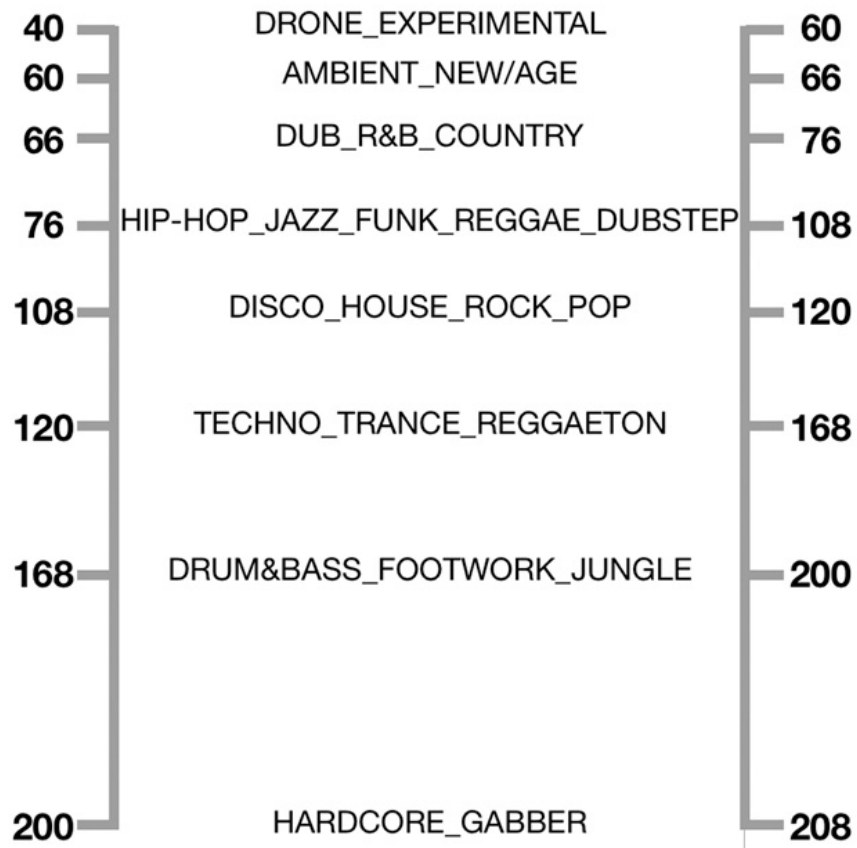 40 DRONE_EXPERIMENTAL 60
60 AMBIENT_NEW/AGE 66
66 DUB_R&B_COUNTRY 76
76 HIP-HOP_JAZZ_FUNK_REGGAE_DUBSTEP 108
108 DISCO_HOUSE_ROCK_POP 120
120 TECHNO_TRANCE_REGGAETON 168
168 DRUM&BASS_FOOTWORK_JUNGLE 200
200 HARDCORE_GABBER 208